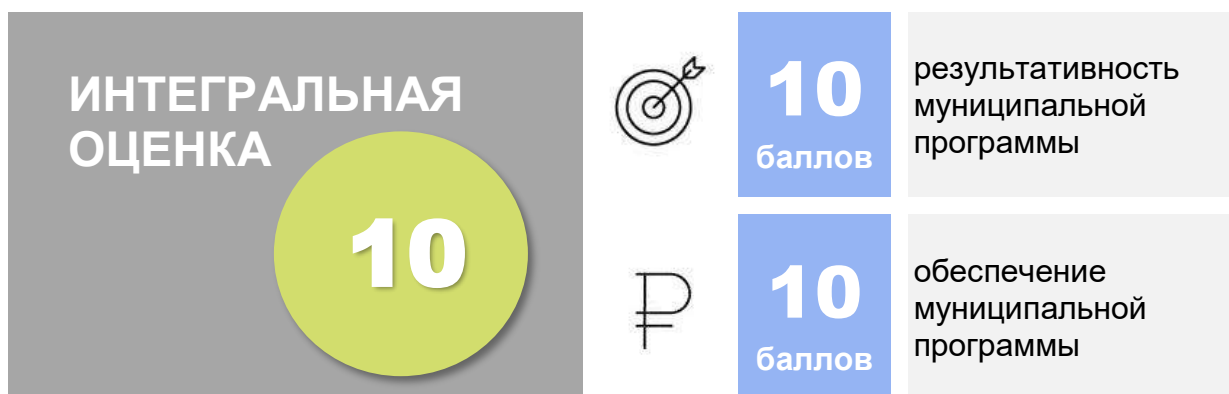 ИНТЕГРАЛЬНАЯ
ОЦЕНКА
10
10
баллов
результативность
муниципальной
программы
10
баллов
обеспечение
муниципальной
программы